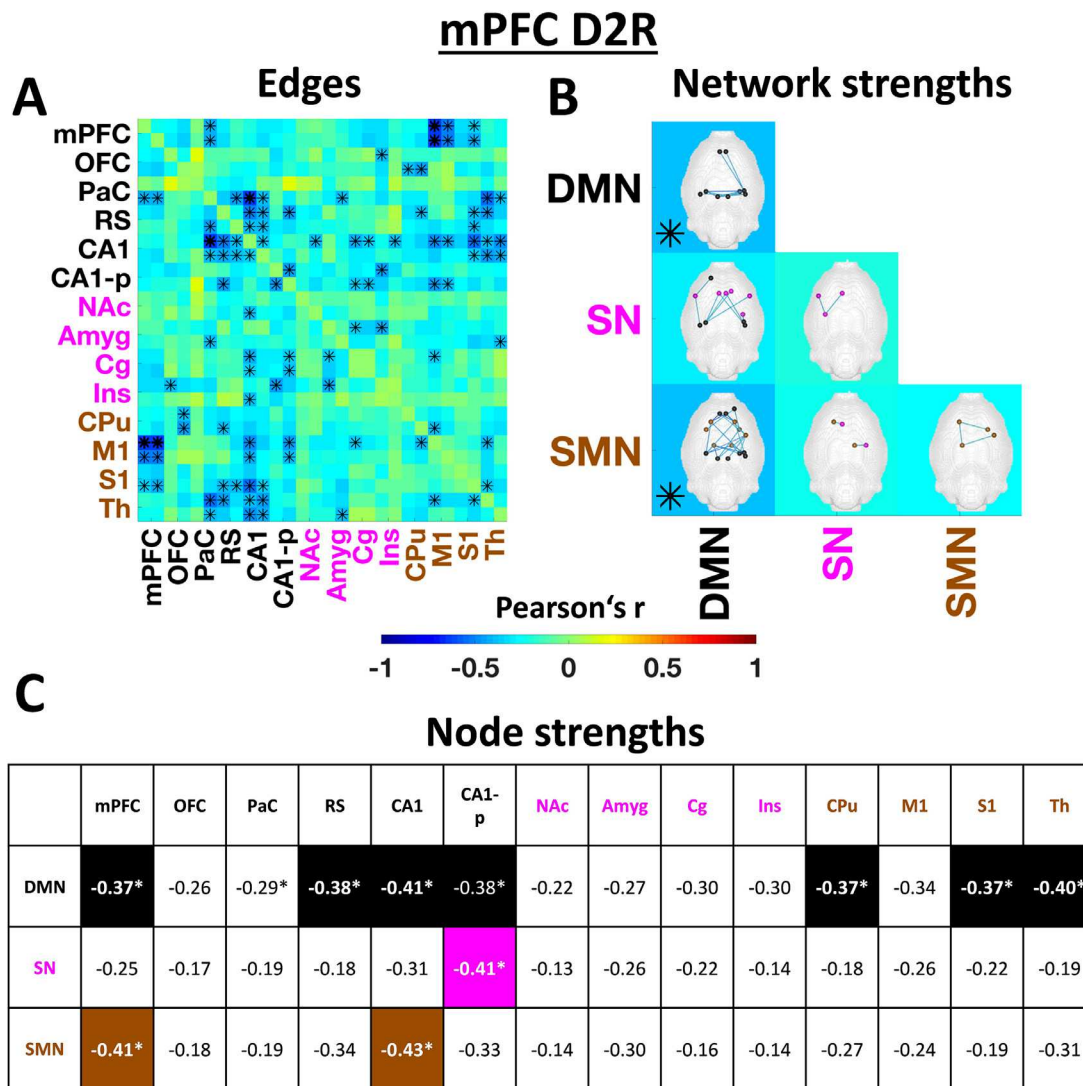 mPFC D2R
A
Edges
mPFC
OFC
PaC
RS
CA1
CA1-p
NAc
Amyg
Cg
Ins
CPu
M1
S1
Th
mPFC
OFC
PaC
RS
CA1
CA1-p
NAc
Amyg
Cg
Ins
CPu
M1
S1
Th
B
Network strengths
DMN
SN
SMN
DMN
SN
SMN
Pearson‘s r
-1 -0.5 0 0.5 1
C
Node strengths
mPFC OFC PaC RS CA1 CA1-p NAc Amyg Cg Ins CPu M1 S1 Th
DMN -0.37* -0.26 -0.29* -0.38* -0.41* -0.38* -0.22 -0.27 -0.30 -0.30 -0.37* -0.34 -0.37* -0.40*
SN -0.25 -0.17 -0.19 -0.18 -0.31 -0.41* -0.13 -0.26 -0.22 -0.14 -0.18 -0.26 -0.22 -0.19
SMN -0.41* -0.18 -0.19 -0.34 -0.43* -0.33 -0.14 -0.30 -0.16 -0.14 -0.27 -0.24 -0.19 -0.31